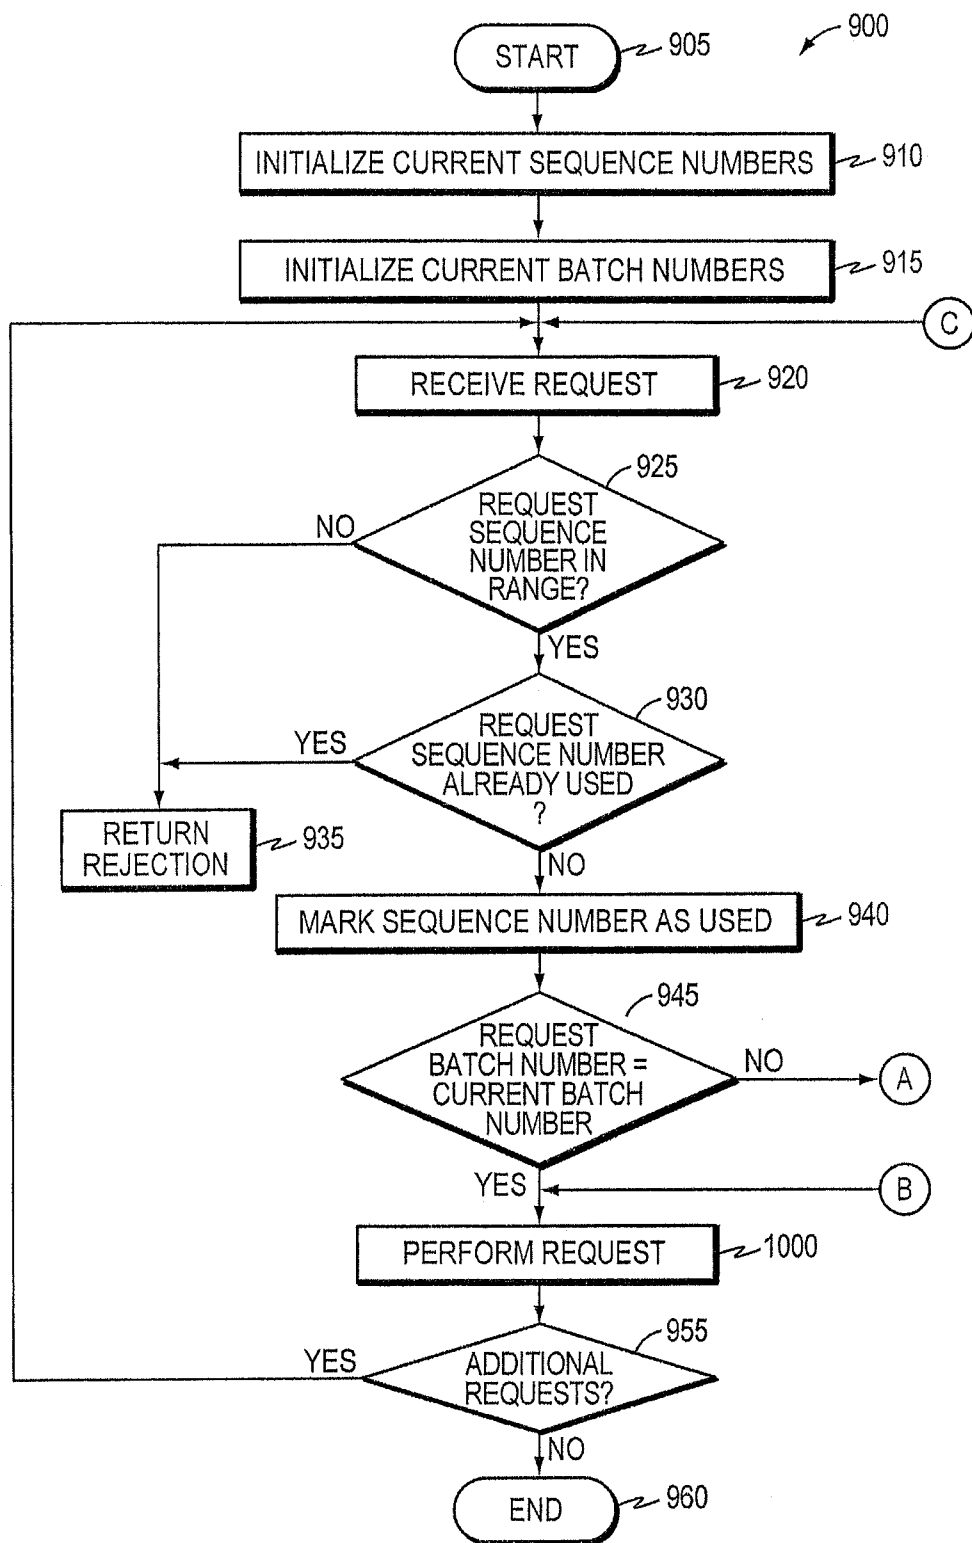 900
START
905
INITIALIZE CURRENT SEQUENCE NUMBERS
910
INITIALIZE CURRENT BATCH NUMBERS
915
C
RECEIVE REQUEST
920
925
REQUEST
SEQUENCE
NUMBER IN
RANGE?
NO
YES
930
REQUEST
SEQUENCE NUMBER
ALREADY USED
?
YES
RETURN
REJECTION
935
NO
MARK SEQUENCE NUMBER AS USED
940
945
REQUEST
BATCH NUMBER =
CURRENT BATCH
NUMBER
NO
A
YES
B
PERFORM REQUEST
1000
955
YES
ADDITIONAL
REQUESTS?
NO
END
960